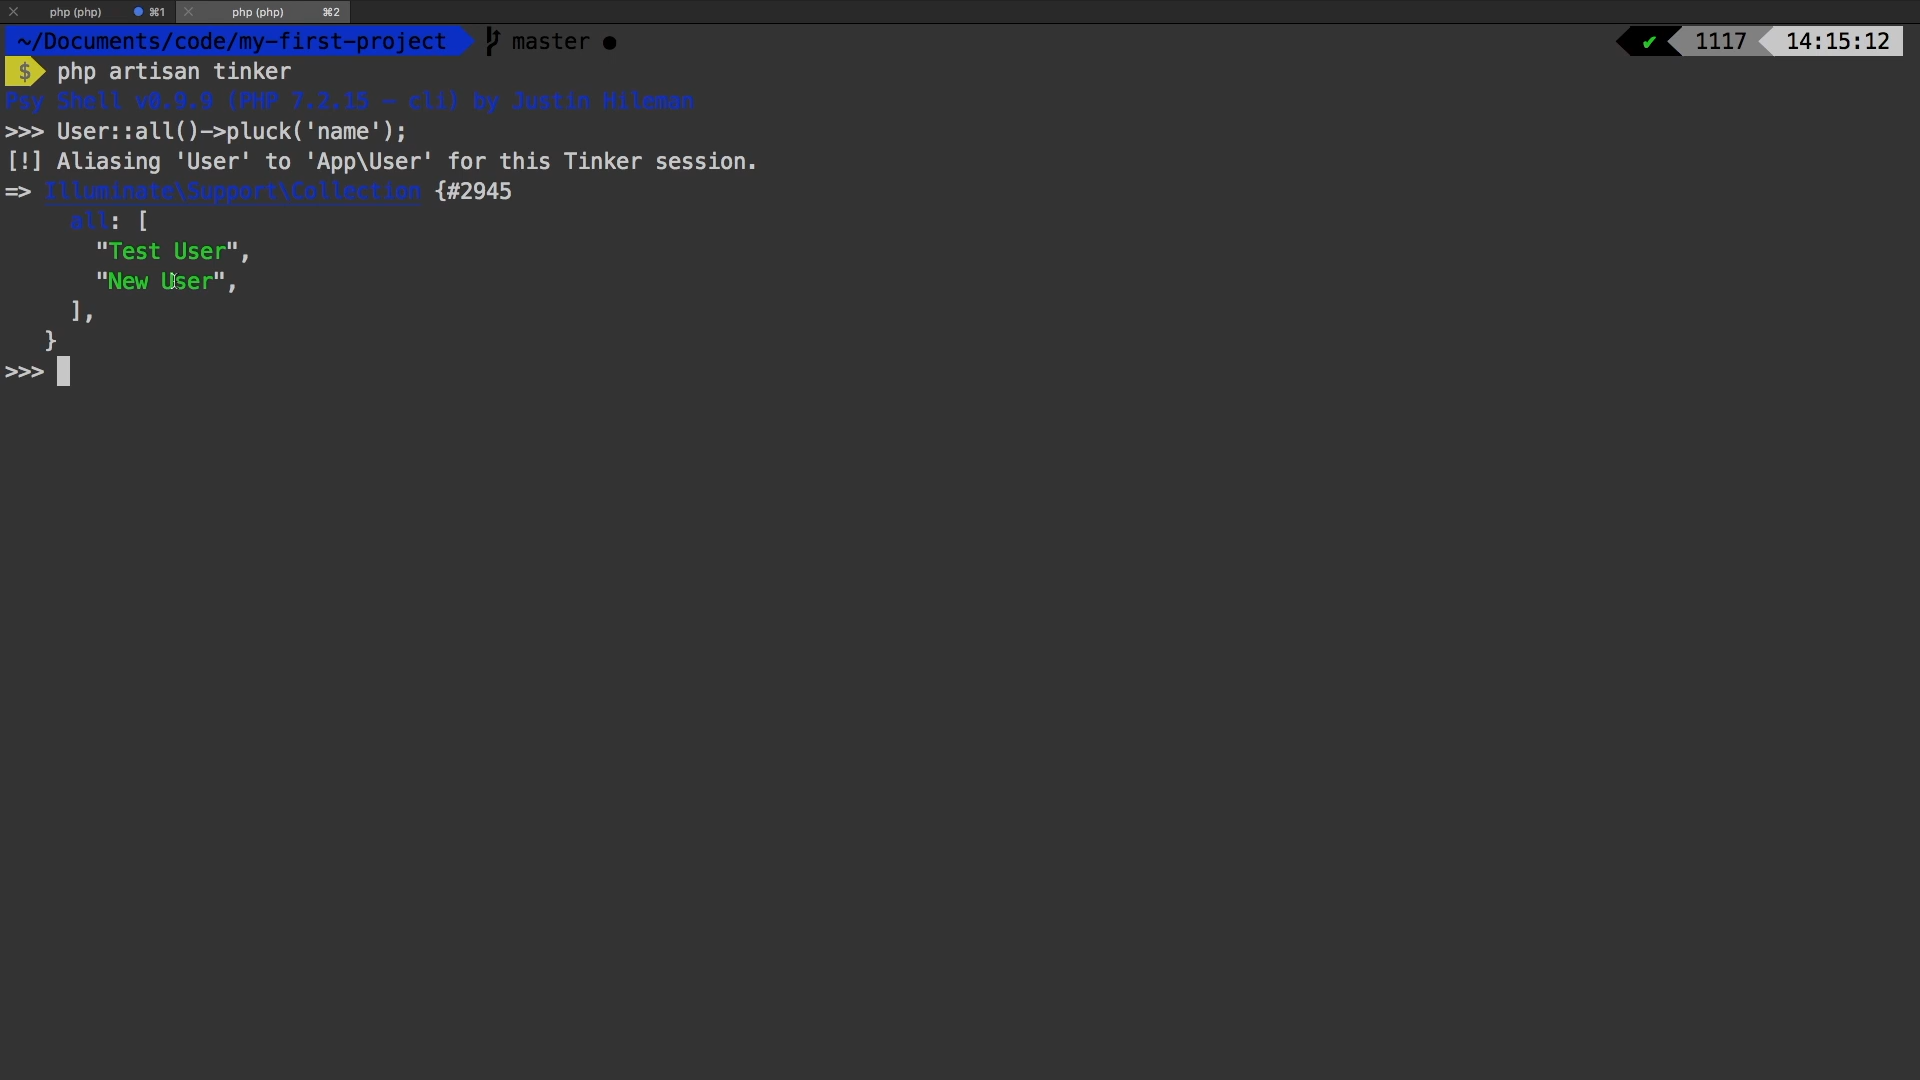 php (php) ⌘1 php (php) ⌘2
~/Documents/code/my-first-project master ● ✔ 1117 14:15:12
$ php artisan tinker
Psy Shell v0.9.9 (PHP 7.2.15 — cli) by Justin Hileman
>>> User::all()->pluck('name');
[!] Aliasing 'User' to 'App\User' for this Tinker session.
=> Illuminate\Support\Collection {#2945
all: [
"Test User",
"New User",
],
}
>>>